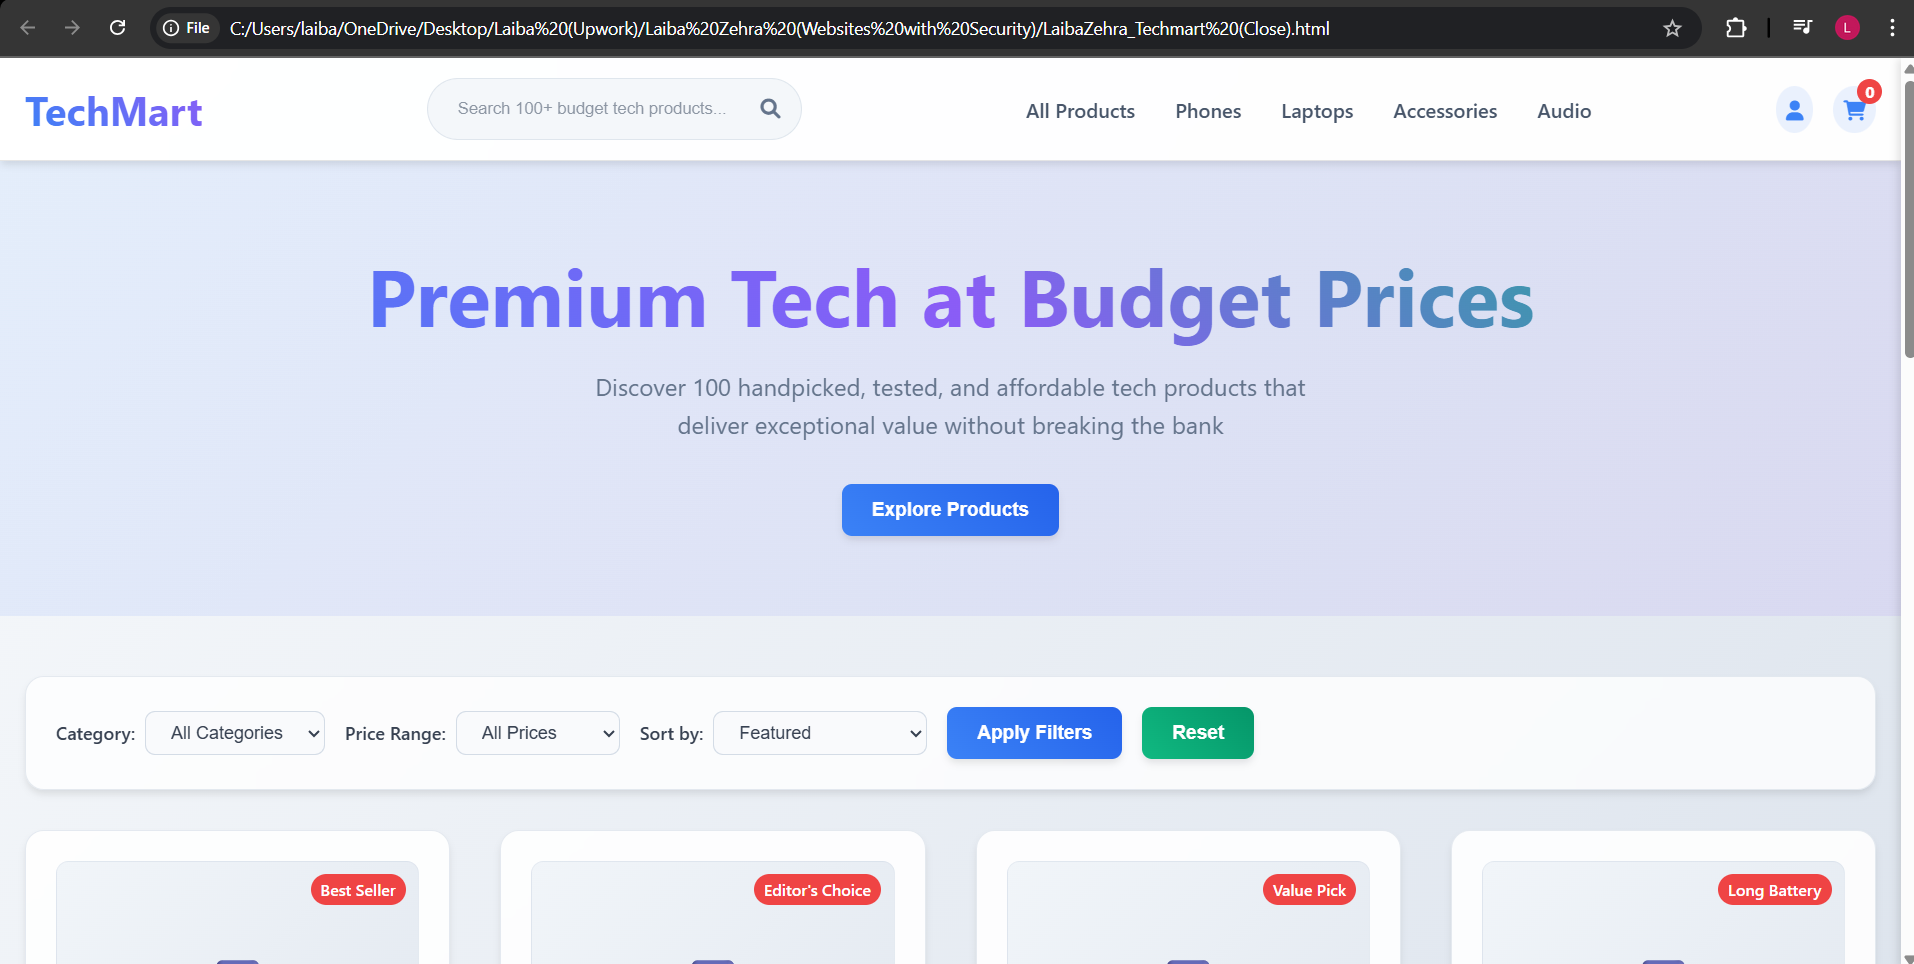 File C:/Users/laiba/OneDrive/Desktop/Laiba%20(Upwork)/Laiba%20Zehra%20(Websites%20with%20Security)/LaibaZehra_Techmart%20(Close).html L
TechMart Search 100+ budget tech products... All Products Phones Laptops Accessories Audio 0
Premium Tech at Budget Prices
Discover 100 handpicked, tested, and affordable tech products that
deliver exceptional value without breaking the bank
Explore Products
Category: All Categories Price Range: All Prices Sort by: Featured Apply Filters Reset
Best Seller Editor's Choice Value Pick Long Battery